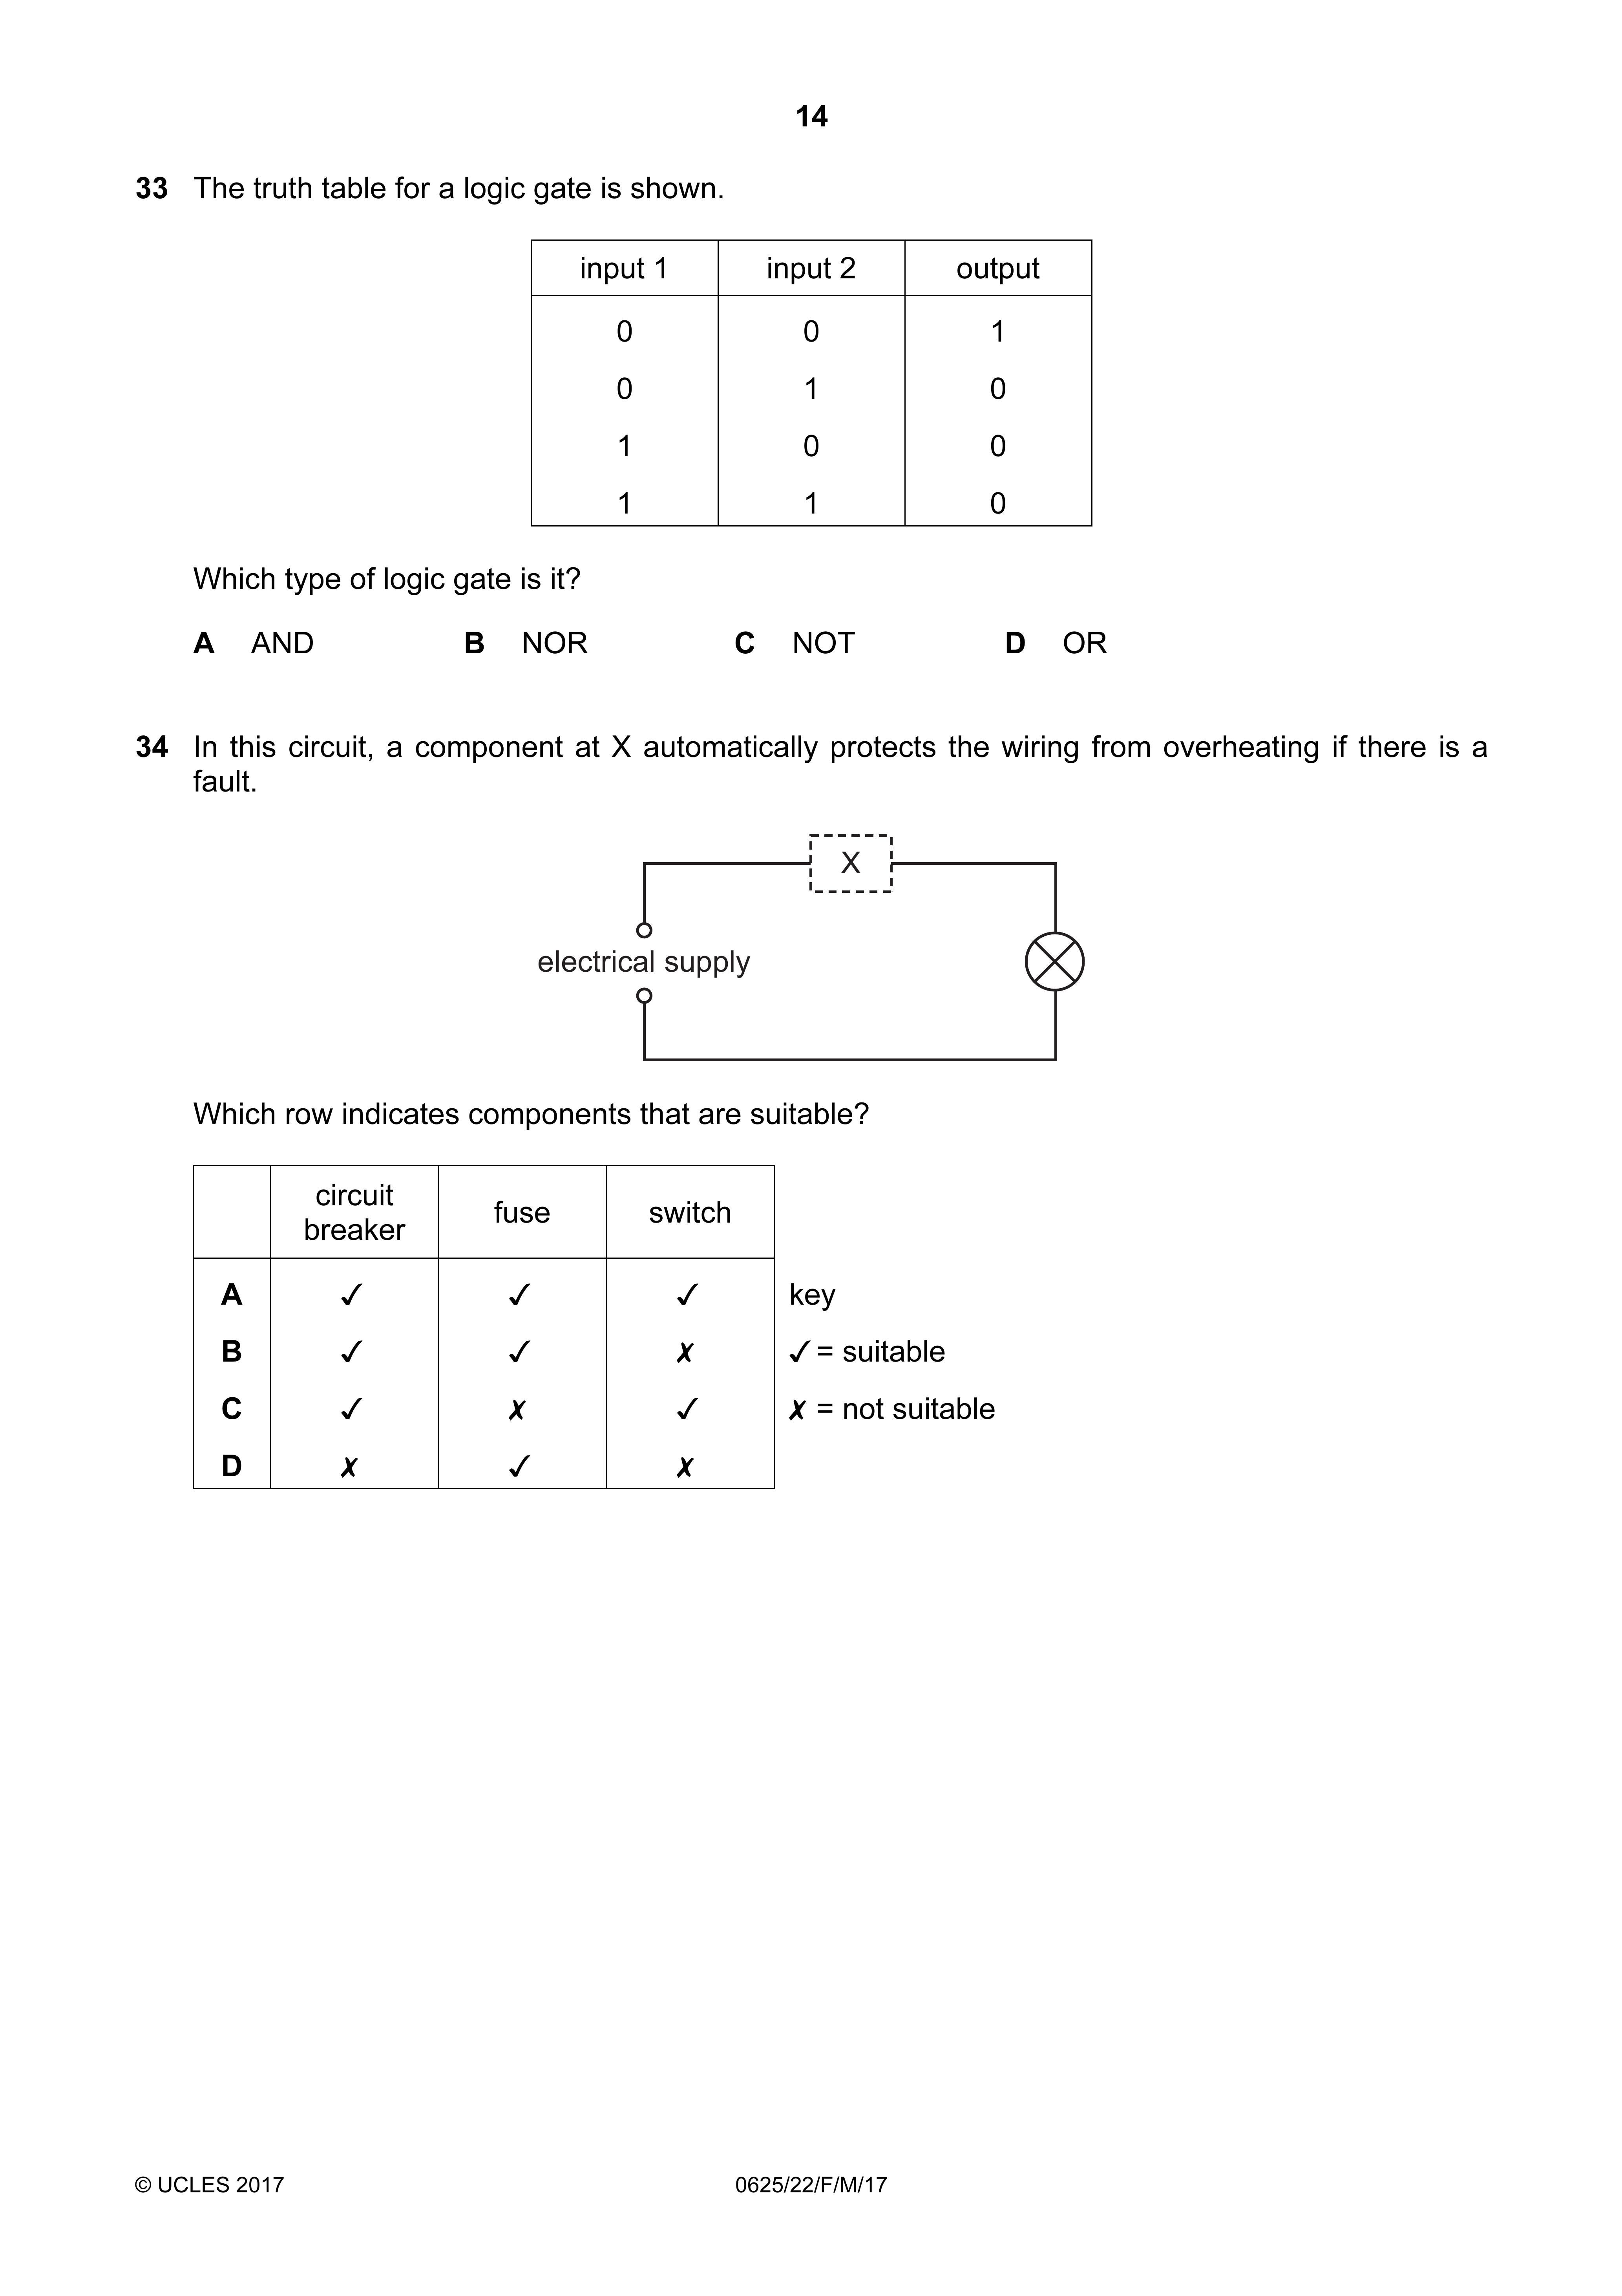 14
33 The truth table for a logic gate is shown.
input 1 input 2 output
0 0 1
0 1 0
1 0 0
1 1 0
Which type of logic gate is it?
A AND B NOR C NOT D OR
34 In this circuit, a component at X automatically protects the wiring from overheating if there is a
fault.
X
electrical supply
Which row indicates components that are suitable?
circuit
breaker fuse switch
A ✓ ✓ ✓ key
B ✓ ✓ ✗ ✓ = suitable
C ✓ ✗ ✓ ✗ = not suitable
D ✗ ✓ ✗
© UCLES 2017 0625/22/F/M/17